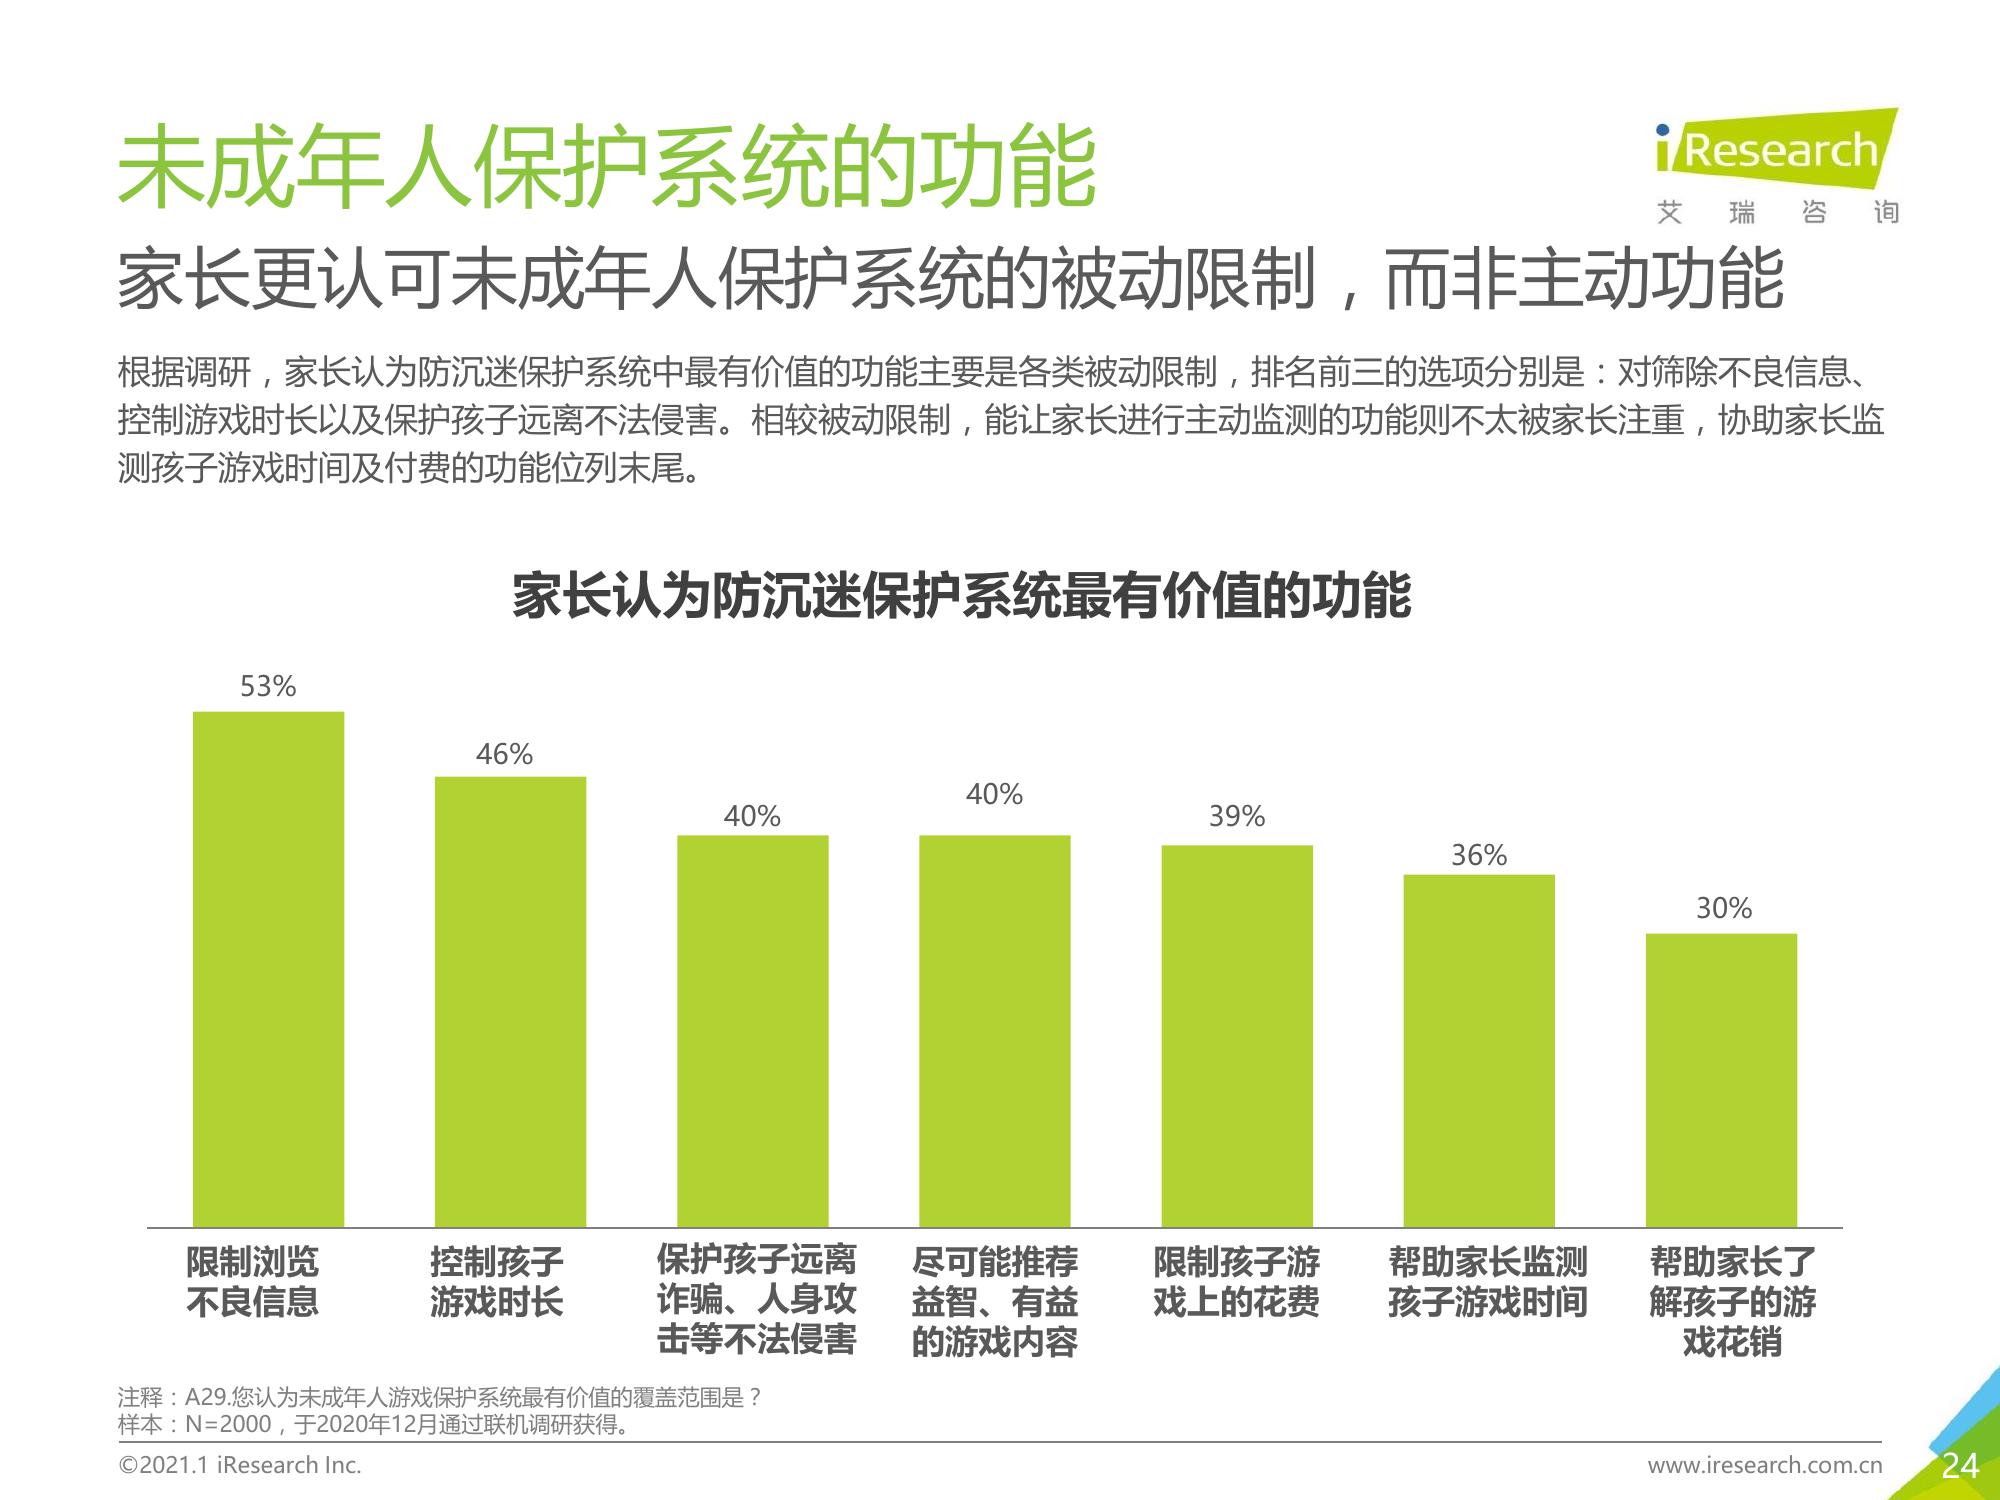 未成年人保护系统的功能
iResearch
艾瑞咨询
家长更认可未成年人保护系统的被动限制，而非主动功能
根据调研，家长认为防沉迷保护系统中最有价值的功能主要是各类被动限制，排名前三的选项分别是：对筛除不良信息、
控制游戏时长以及保护孩子远离不法侵害。相较被动限制，能让家长进行主动监测的功能则不太被家长注重，协助家长监
测孩子游戏时间及付费的功能位列末尾。
家长认为防沉迷保护系统最有价值的功能
53%
46%
40%
40%
39%
36%
30%
限制浏览
不良信息
控制孩子
游戏时长
保护孩子远离
诈骗、人身攻
击等不法侵害
尽可能推荐
益智、有益
的游戏内容
限制孩子游
戏上的花费
帮助家长监测
孩子游戏时间
帮助家长了
解孩子的游
戏花销
注释：A29.您认为未成年人游戏保护系统最有价值的覆盖范围是？
样本：N=2000，于2020年12月通过联机调研获得。
©2021.1 iResearch Inc.
www.iresearch.com.cn
24